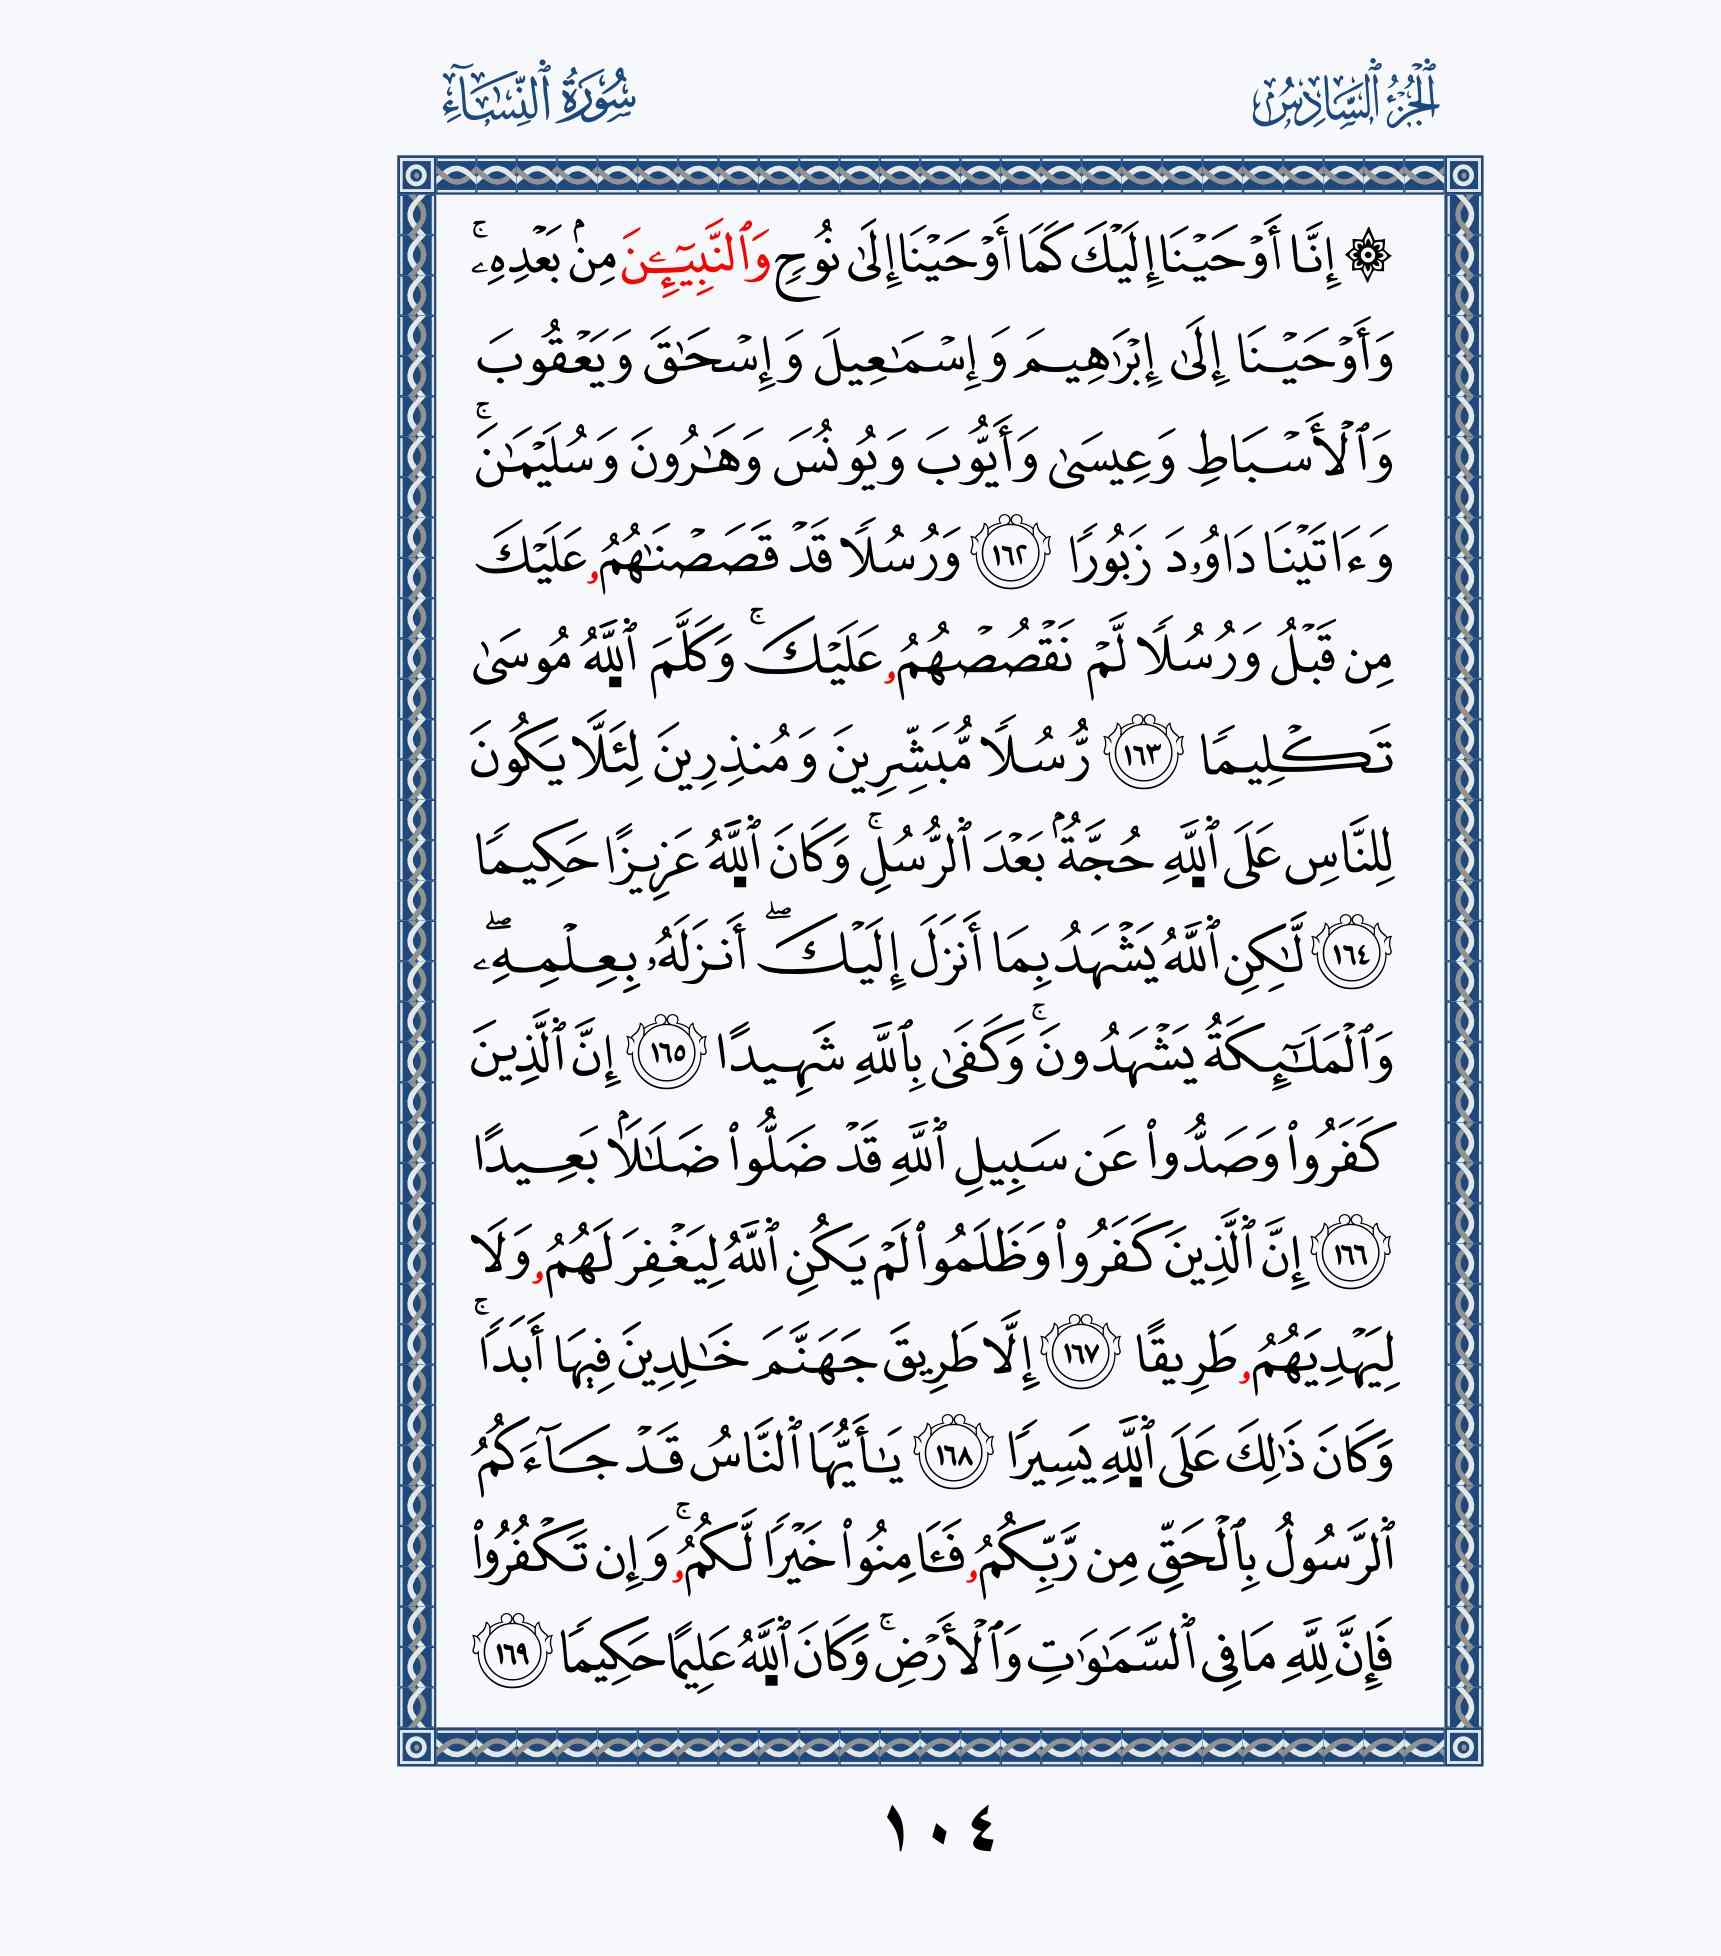 ٱلۡجُزۡءُ ٱلسَّادِسُ
سُورَةُ ٱلنِّسَآءِ
۞ إِنَّآ أَوۡحَيۡنَا إِلَيۡكَ كَمَا أَوۡحَيۡنَا إِلَىٰ نُوحٖ وَٱلنَّبِيٓـِٔنَ مِنۢ بَعۡدِهِۦۚ
وَأَوۡحَيۡنَا إِلَىٰ إِبۡرَٰهِيمَ وَإِسۡمَٰعِيلَ وَإِسۡحَٰقَ وَيَعۡقُوبَ
وَٱلۡأَسۡبَاطِ وَعِيسَىٰ وَأَيُّوبَ وَيُونُسَ وَهَٰرُونَ وَسُلَيۡمَٰنَۚ
وَءَاتَيۡنَا دَاوُۥدَ زَبُورٗا ١٦٢ وَرُسُلٗا قَدۡ قَصَصۡنَٰهُمُۥ عَلَيۡكَ
مِن قَبۡلُ وَرُسُلٗا لَّمۡ نَقۡصُصۡهُمُۥ عَلَيۡكَۚ وَكَلَّمَ ٱللَّهُ مُوسَىٰ
تَكۡلِيمٗا ١٦٣ رُّسُلٗا مُّبَشِّرِينَ وَمُنذِرِينَ لِئَلَّا يَكُونَ
لِلنَّاسِ عَلَى ٱللَّهِ حُجَّةُۢ بَعۡدَ ٱلرُّسُلِۚ وَكَانَ ٱللَّهُ عَزِيزًا حَكِيمٗا
١٦٤ لَّٰكِنِ ٱللَّهُ يَشۡهَدُ بِمَا أَنزَلَ إِلَيۡكَۖ أَنزَلَهُۥ بِعِلۡمِهِۦۖ
وَٱلۡمَلَٰٓئِكَةُ يَشۡهَدُونَۚ وَكَفَىٰ بِٱللَّهِ شَهِيدًا ١٦٥ إِنَّ ٱلَّذِينَ
كَفَرُواْ وَصَدُّواْ عَن سَبِيلِ ٱللَّهِ قَدۡ ضَلُّواْ ضَلَٰلَۢا بَعِيدًا
١٦٦ إِنَّ ٱلَّذِينَ كَفَرُواْ وَظَلَمُواْ لَمۡ يَكُنِ ٱللَّهُ لِيَغۡفِرَ لَهُمُۥ وَلَا
لِيَهۡدِيَهُمُۥ طَرِيقًا ١٦٧ إِلَّا طَرِيقَ جَهَنَّمَ خَٰلِدِينَ فِيهَا أَبَدٗاۚ
وَكَانَ ذَٰلِكَ عَلَى ٱللَّهِ يَسِيرٗا ١٦٨ يَٰأَيُّهَا ٱلنَّاسُ قَدۡ جَآءَكُمُ
ٱلرَّسُولُ بِٱلۡحَقِّ مِن رَّبِّكُمُۥ فَـَٔامِنُواْ خَيۡرٗا لَّكُمُۥۚ وَإِن تَكۡفُرُواْ
فَإِنَّ لِلَّهِ مَا فِي ٱلسَّمَٰوَٰتِ وَٱلۡأَرۡضِۚ وَكَانَ ٱللَّهُ عَلِيمًا حَكِيمٗا ١٦٩
١٠٤